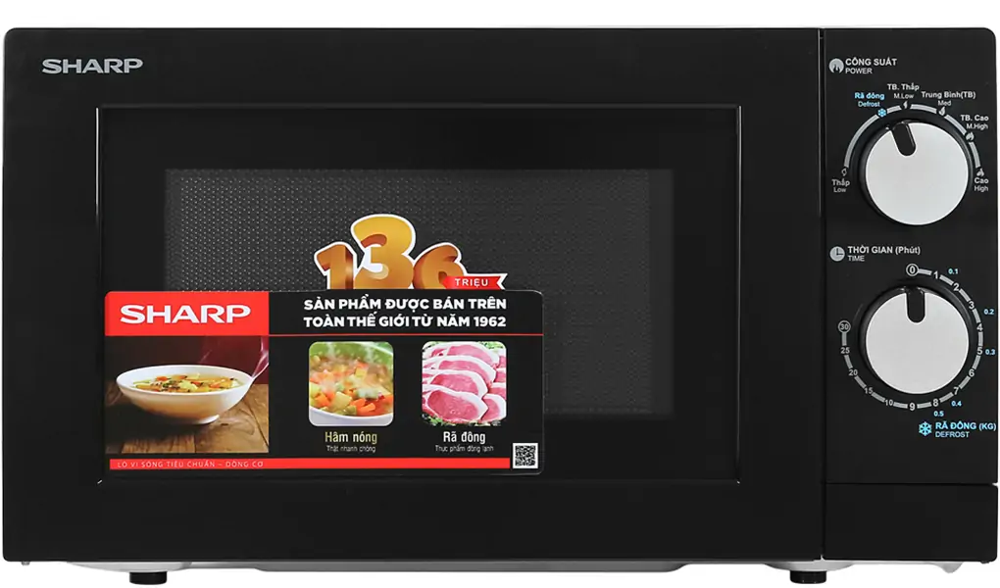 SHARP
CÔNG SUẤT
POWER
Rã đông
Defrost
TB. Thấp
M.Low
Trung Bình(TB)
Med
TB. Cao
M.High
Thấp
Low
Cao
High
THỜI GIAN (Phút)
TIME
0
1
0.1
2
3
0.2
4
5
0.3
6
7
0.4
8
0.5
9
10
15
20
25
30
RÃ ĐÔNG (KG)
DEFROST
136
TRIỆU
SHARP
SẢN PHẨM ĐƯỢC BÁN TRÊN
TOÀN THẾ GIỚI TỪ NĂM 1962
Hâm nóng
Thật nhanh chóng
Rã đông
Thực phẩm đông lạnh
LÒ VI SÓNG TIÊU CHUẨN – DÒNG CƠ